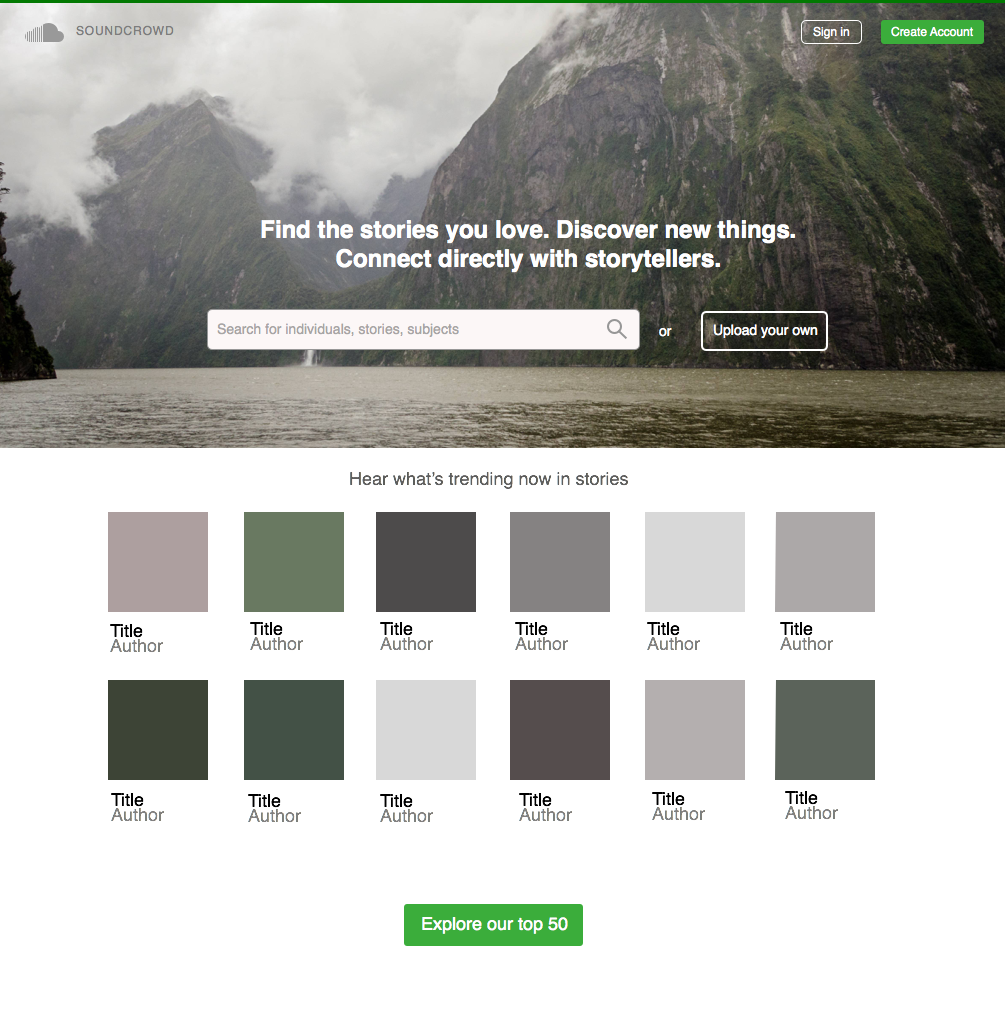 SOUNDCROWD
Sign in
Create Account
Find the stories you love. Discover new things.
Connect directly with storytellers.
Search for individuals, stories, subjects
or
Upload your own
Hear what’s trending now in stories
Title
Author
Title
Author
Title
Author
Title
Author
Title
Author
Title
Author
Title
Author
Title
Author
Title
Author
Title
Author
Title
Author
Title
Author
Explore our top 50